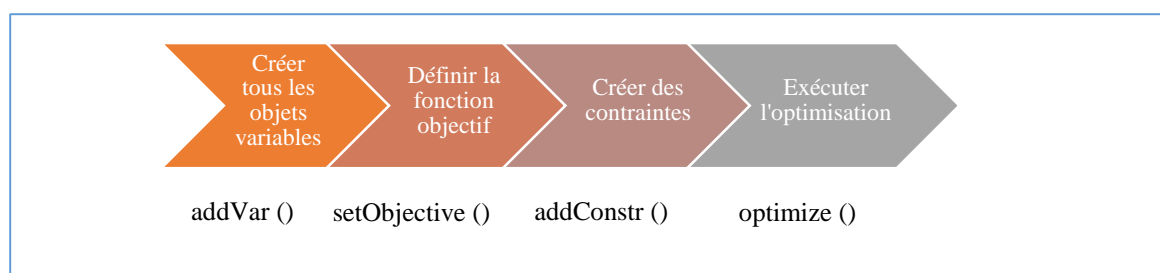 Créer
tous les
objets
variables
Définir la
fonction
objectif
Créer des
contraintes
Exécuter
l'optimisation
addVar ()
setObjective ()
addConstr ()
optimize ()